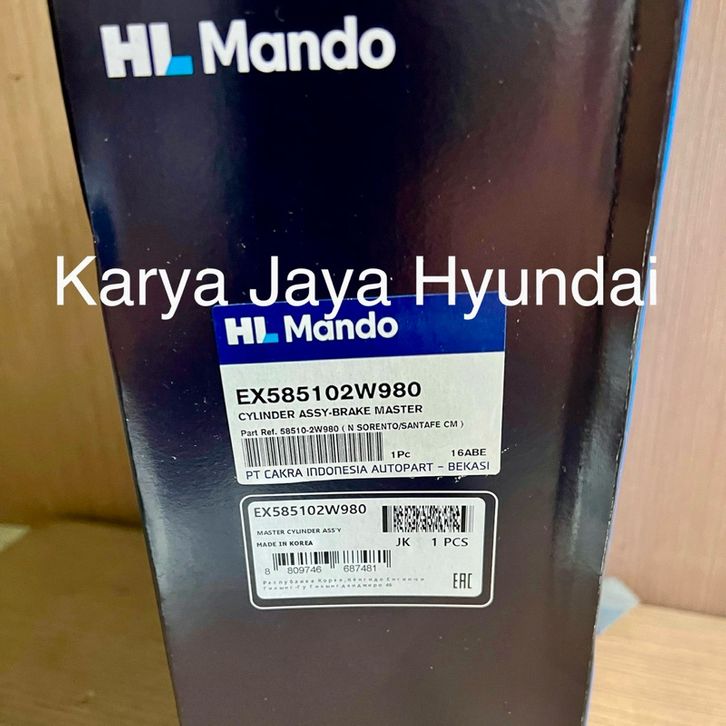 HL Mando
Karya Jaya Hyundai
HL Mando
EX585102W980
CYLINDER ASSY-BRAKE MASTER
Part Ref. 58510-2W980 ( N SORENTO/SANTAFE CM )
1Pc 16ABE
PT CAKRA INDONESIA AUTOPART - BEKASI
EX585102W980
MASTER CYLINDER ASS'Y
MADE IN KOREA
JK 1 PCS
8 809746 687481
Республика Корея,
EAC